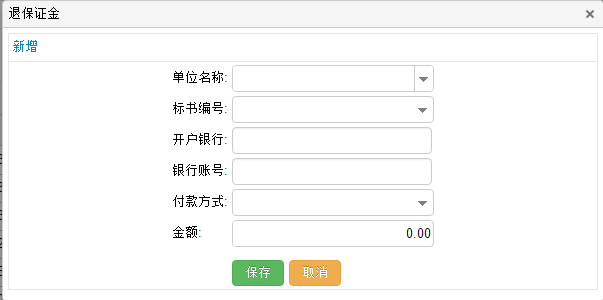 退保证金
新增
单位名称:
标书编号:
开户银行:
银行账号:
付款方式:
金额: 0.00
保存 取消